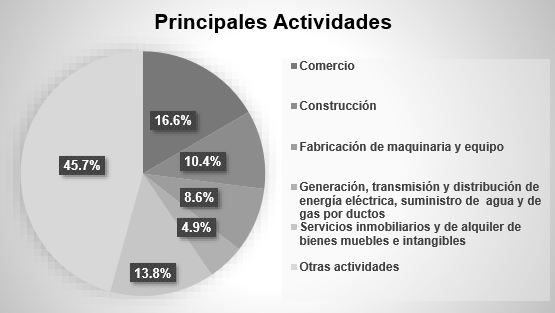 Principales Actividades
Comercio
16.6%
Construcción
Fabricación de maquinaria y equipo
10.4%
45.7%
8.6%
Generación, transmisión y distribución de
energía eléctrica, suministro de agua y de
gas por ductos
4.9%
Servicios inmobiliarios y de alquiler de
bienes muebles e intangibles
13.8%
Otras actividades